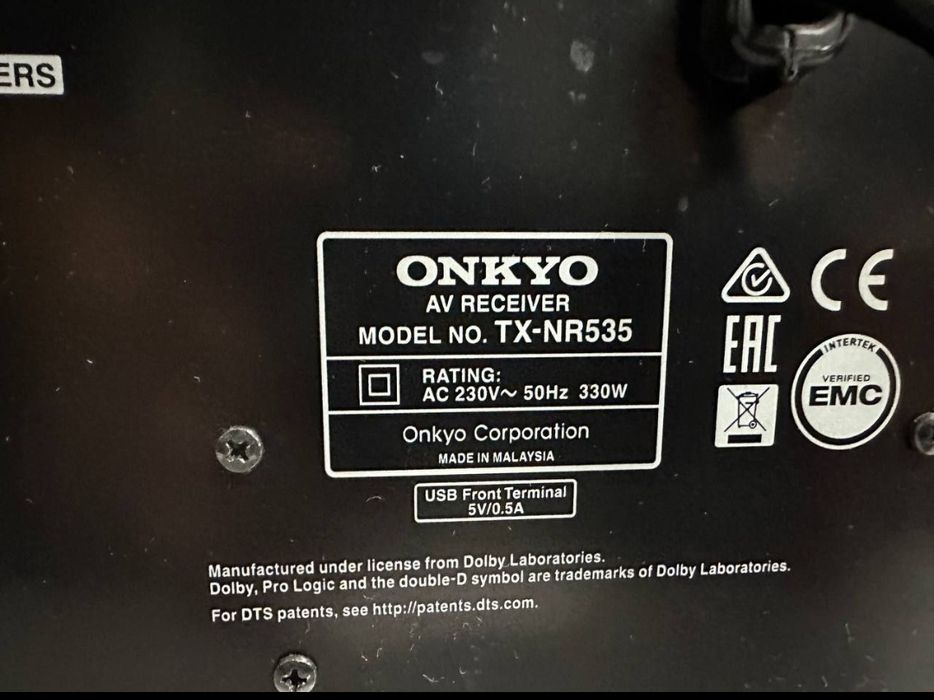 ERS
ONKYO
AV RECEIVER
MODEL NO. TX-NR535
RATING:
AC 230V～ 50Hz 330W
Onkyo Corporation
MADE IN MALAYSIA
USB Front Terminal
5V/0.5A
CE
EAC
INTERTEK
VERIFIED
EMC
Manufactured under license from Dolby Laboratories.
Dolby, Pro Logic and the double-D symbol are trademarks of Dolby Laboratories.
For DTS patents, see http://patents.dts.com.